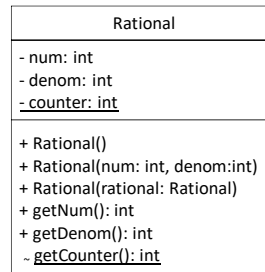 Rational
- num: int
- denom: int
- counter: int
+ Rational()
+ Rational(num: int, denom:int)
+ Rational(rational: Rational)
+ getNum(): int
+ getDenom(): int
~ getCounter(): int